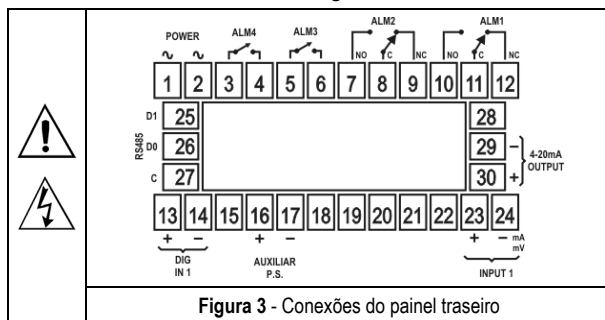 POWER ALM4 ALM3 ALM2 ALM1
NO C NC NO C NC
1 2 3 4 5 6 7 8 9 10 11 12
D1 25 28
RS485 D0 26 29 − 4-20mA OUTPUT
C 27 30 +
13 14 15 16 17 18 19 20 21 22 23 24
+ − + − + − mA
mV
DIG AUXILIAR INPUT 1
IN 1 P.S.
Figura 3 - Conexões do painel traseiro